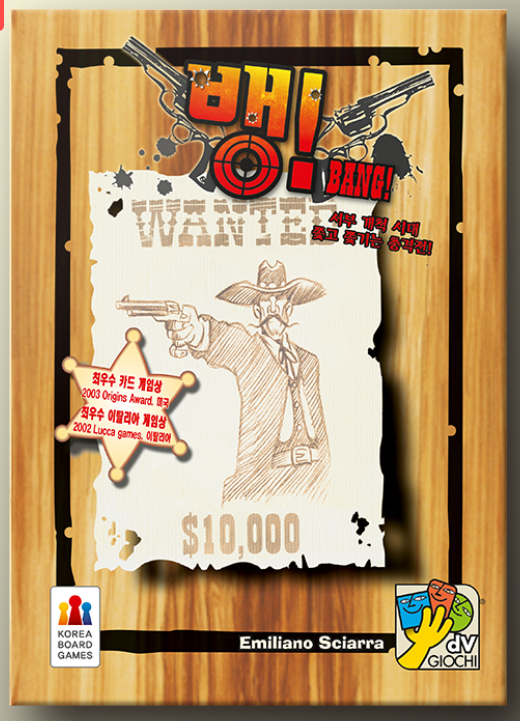 뱅!
BANG!
WANTED
서부 개척 시대
쫓고 쫓기는 총격전!
최우수 카드 게임상
2003 Origins Award, 미국
최우수 이탈리아 게임상
2002 Lucca games, 이탈리아
$10,000
KOREA
BOARD
GAMES
Emiliano Sciarra
dV
GIOCHI